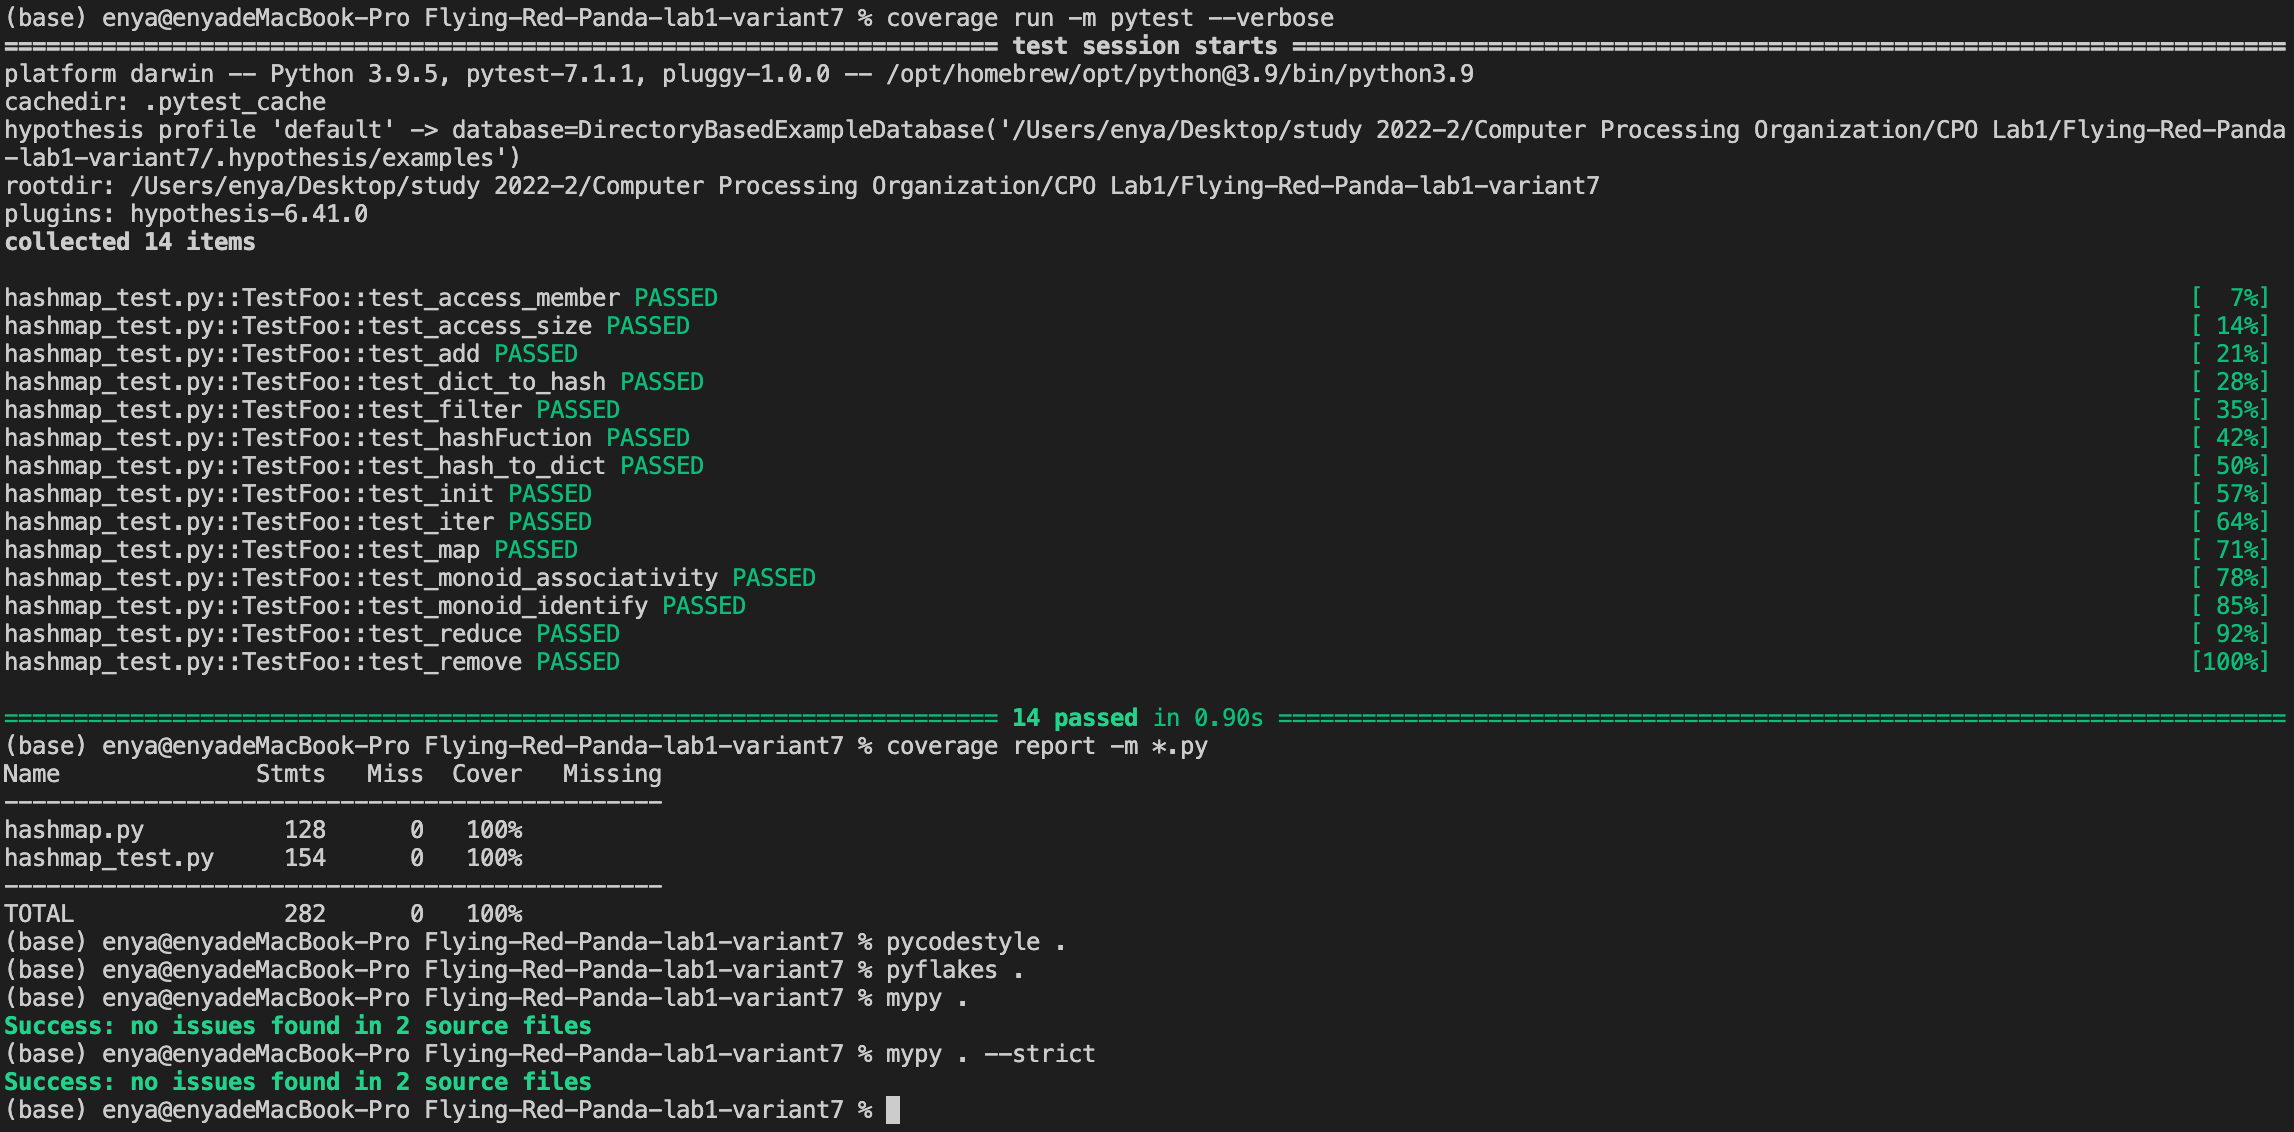 (base) enya@enyadeMacBook-Pro Flying-Red-Panda-lab1-variant7 % coverage run -m pytest --verbose
======================================================================= test session starts =======================================================================
platform darwin -- Python 3.9.5, pytest-7.1.1, pluggy-1.0.0 -- /opt/homebrew/opt/python@3.9/bin/python3.9
cachedir: .pytest_cache
hypothesis profile 'default' -> database=DirectoryBasedExampleDatabase('/Users/enya/Desktop/study 2022-2/Computer Processing Organization/CPO Lab1/Flying-Red-Panda
-lab1-variant7/.hypothesis/examples')
rootdir: /Users/enya/Desktop/study 2022-2/Computer Processing Organization/CPO Lab1/Flying-Red-Panda-lab1-variant7
plugins: hypothesis-6.41.0
collected 14 items

hashmap_test.py::TestFoo::test_access_member PASSED [  7%]
hashmap_test.py::TestFoo::test_access_size PASSED [ 14%]
hashmap_test.py::TestFoo::test_add PASSED [ 21%]
hashmap_test.py::TestFoo::test_dict_to_hash PASSED [ 28%]
hashmap_test.py::TestFoo::test_filter PASSED [ 35%]
hashmap_test.py::TestFoo::test_hashFuction PASSED [ 42%]
hashmap_test.py::TestFoo::test_hash_to_dict PASSED [ 50%]
hashmap_test.py::TestFoo::test_init PASSED [ 57%]
hashmap_test.py::TestFoo::test_iter PASSED [ 64%]
hashmap_test.py::TestFoo::test_map PASSED [ 71%]
hashmap_test.py::TestFoo::test_monoid_associativity PASSED [ 78%]
hashmap_test.py::TestFoo::test_monoid_identify PASSED [ 85%]
hashmap_test.py::TestFoo::test_reduce PASSED [ 92%]
hashmap_test.py::TestFoo::test_remove PASSED [100%]

======================================================================= 14 passed in 0.90s ========================================================================
(base) enya@enyadeMacBook-Pro Flying-Red-Panda-lab1-variant7 % coverage report -m *.py
Name              Stmts   Miss  Cover   Missing
-----------------------------------------------
hashmap.py          128      0   100%
hashmap_test.py     154      0   100%
-----------------------------------------------
TOTAL               282      0   100%
(base) enya@enyadeMacBook-Pro Flying-Red-Panda-lab1-variant7 % pycodestyle .
(base) enya@enyadeMacBook-Pro Flying-Red-Panda-lab1-variant7 % pyflakes .
(base) enya@enyadeMacBook-Pro Flying-Red-Panda-lab1-variant7 % mypy .
Success: no issues found in 2 source files
(base) enya@enyadeMacBook-Pro Flying-Red-Panda-lab1-variant7 % mypy . --strict
Success: no issues found in 2 source files
(base) enya@enyadeMacBook-Pro Flying-Red-Panda-lab1-variant7 %